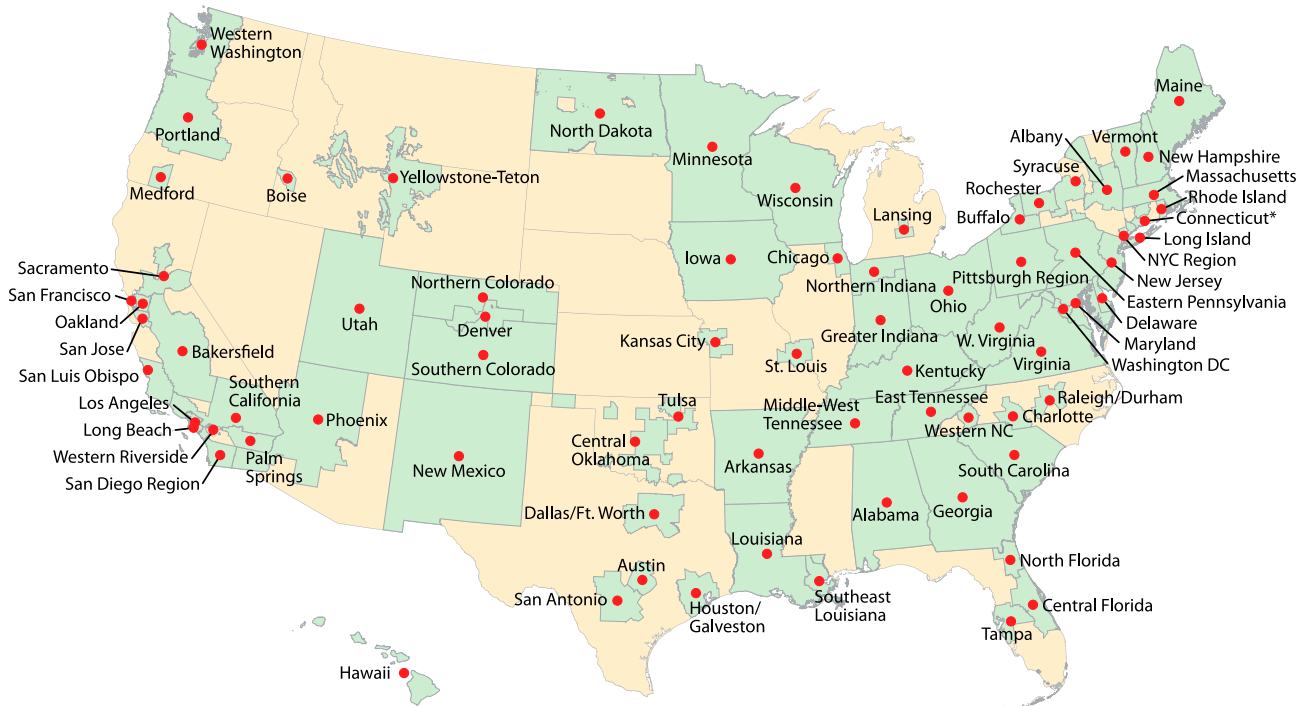 Western
Washington
Portland
Medford
Boise
Yellowstone-Teton
North Dakota
Minnesota
Wisconsin
Lansing
Iowa
Chicago
Northern Indiana
Greater Indiana
Ohio
Sacramento
San Francisco
Oakland
San Jose
Bakersfield
San Luis Obispo
Southern
California
Los Angeles
Long Beach
Western Riverside
San Diego Region
Palm
Springs
Utah
Northern Colorado
Denver
Southern Colorado
Phoenix
New Mexico
Kansas City
St. Louis
Tulsa
Central
Oklahoma
Arkansas
Dallas/Ft. Worth
Austin
San Antonio
Houston/
Galveston
Louisiana
Southeast
Louisiana
Middle-West
Tennessee
East Tennessee
Kentucky
W. Virginia
Virginia
Western NC
Charlotte
Raleigh/Durham
South Carolina
Georgia
Alabama
North Florida
Central Florida
Tampa
Hawaii
Maine
Vermont
Albany
Syracuse
Rochester
Buffalo
New Hampshire
Massachusetts
Rhode Island
Connecticut*
Long Island
NYC Region
New Jersey
Pittsburgh Region
Eastern Pennsylvania
Delaware
Maryland
Washington DC